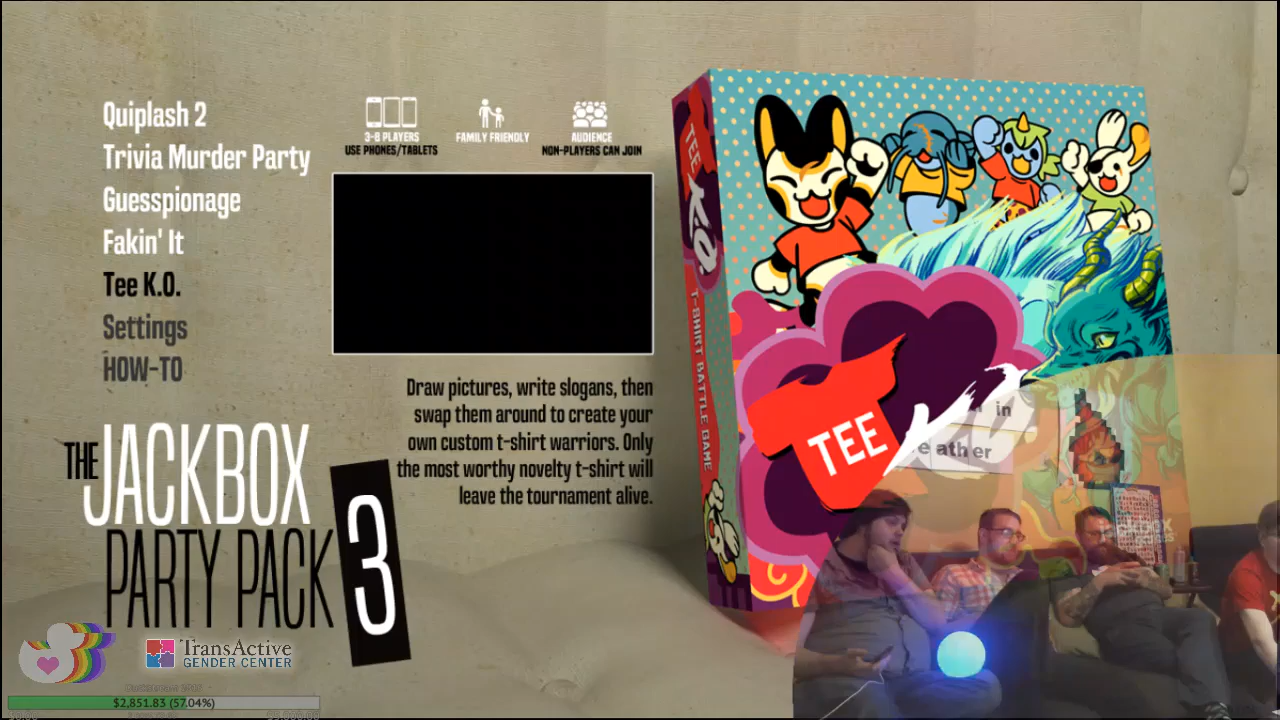 Quiplash 2
Trivia Murder Party
Guesspionage
Fakin' It
Tee K.O.
Settings
HOW-TO
3-8 PLAYERS
USE PHONES/TABLETS
FAMILY FRIENDLY
AUDIENCE
NON-PLAYERS CAN JOIN
Draw pictures, write slogans, then
swap them around to create your
own custom t-shirt warriors. Only
the most worthy novelty t-shirt will
leave the tournament alive.
THE
JACKBOX
PARTY PACK
3
TEE K.O.
T-SHIRT BATTLE GAME
TEE K.O.
in
eather
TransActive
GENDER CENTER
$2,851.83 (57.04%)